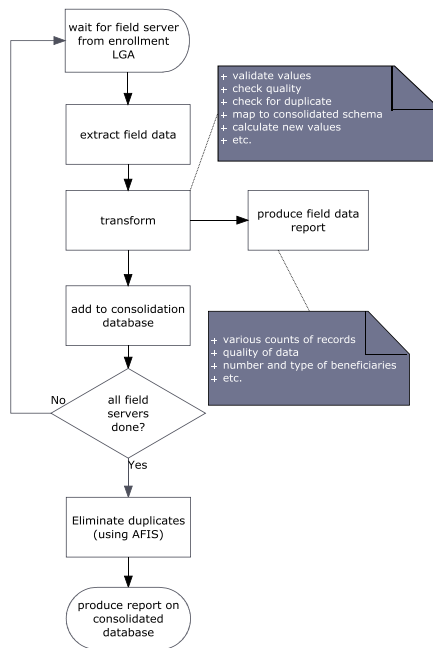 wait for field server
from enrollment
LGA
+ validate values
+ check quality
+ check for duplicate
+ map to consolidated schema
+ calculate new values
+ etc.
extract field data
transform
produce field data
report
add to consolidation
database
+ various counts of records
+ quality of data
+ number and type of beneficiaries
+ etc.
No
all field
servers
done?
Yes
Eliminate duplicates
(using AFIS)
produce report on
consolidated
database